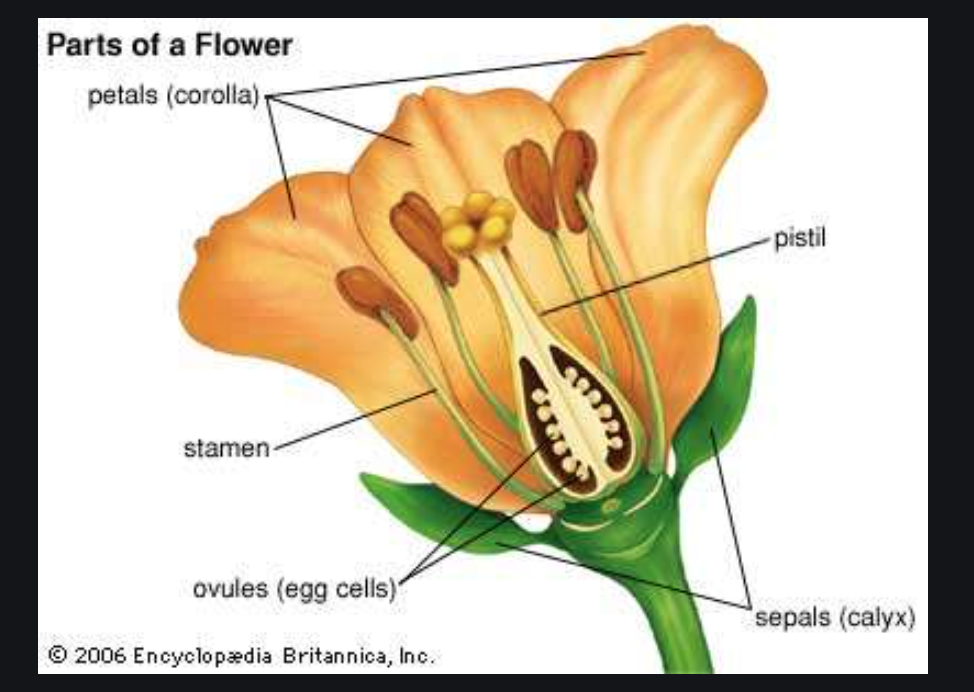 Parts of a Flower
petals (corolla)
pistil
stamen
ovules (egg cells)
sepals (calyx)
© 2006 Encyclopædia Britannica, Inc.